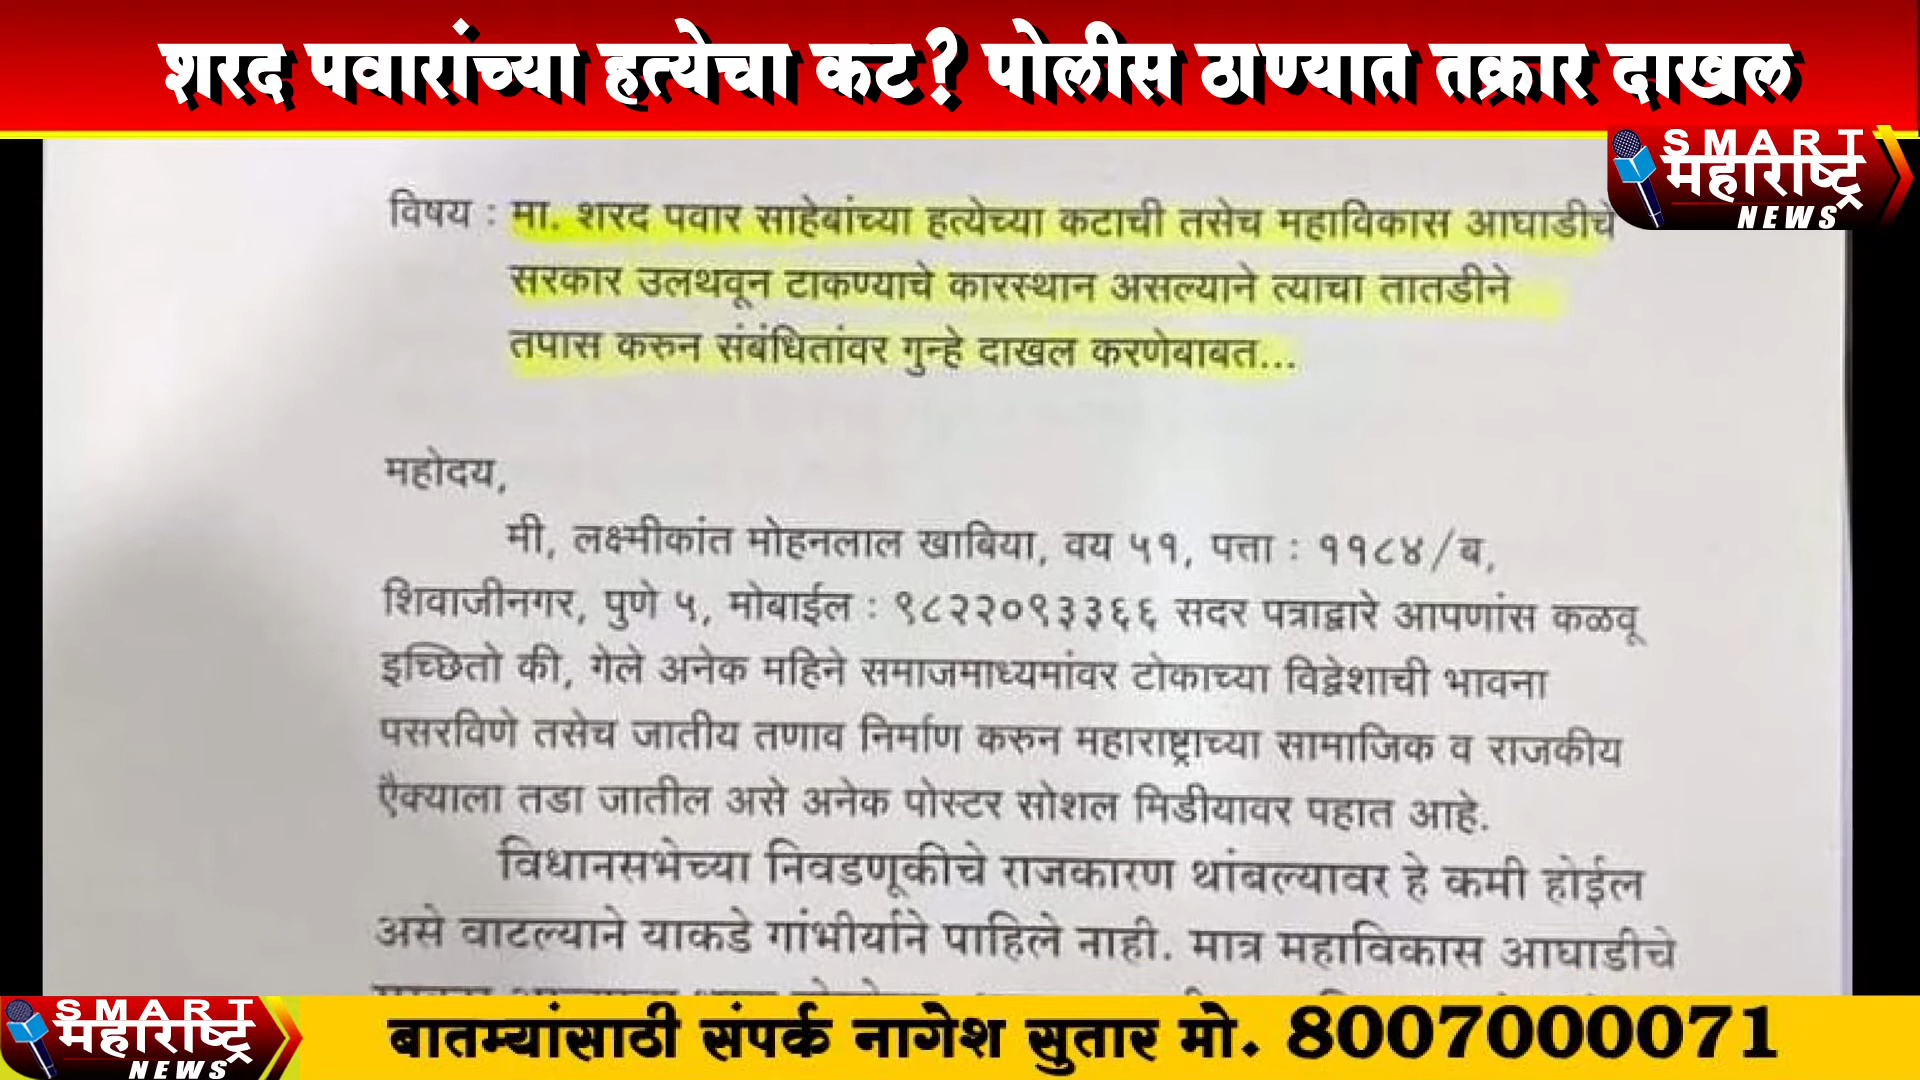 शरद पवारांच्या हत्येचा कट? पोलीस ठाण्यात तक्रार दाखल
SMART
महाराष्ट्र
NEWS
विषय : मा. शरद पवार साहेबांच्या हत्येच्या कटाची तसेच महाविकास आघाडीचे
सरकार उलथवून टाकण्याचे कारस्थान असल्याने त्याचा तातडीने
तपास करुन संबंधितांवर गुन्हे दाखल करणेबाबत...
महोदय,
मी, लक्ष्मीकांत मोहनलाल खाबिया, वय ५१, पत्ता : ११८४/ब,
शिवाजीनगर, पुणे ५, मोबाईल : ९८२२०९३३६६ सदर पत्राद्वारे आपणांस कळवू
इच्छितो की, गेले अनेक महिने समाजमाध्यमांवर टोकाच्या विद्वेशाची भावना
पसरविणे तसेच जातीय तणाव निर्माण करुन महाराष्ट्राच्या सामाजिक व राजकीय
एैक्याला तडा जातील असे अनेक पोस्टर सोशल मिडीयावर पहात आहे.
विधानसभेच्या निवडणूकीचे राजकारण थांबल्यावर हे कमी होईल
असे वाटल्याने याकडे गांभीर्याने पाहिले नाही. मात्र महाविकास आघाडीचे
SMART
महाराष्ट्र
NEWS
बातम्यांसाठी संपर्क नागेश सुतार मो. 8007000071